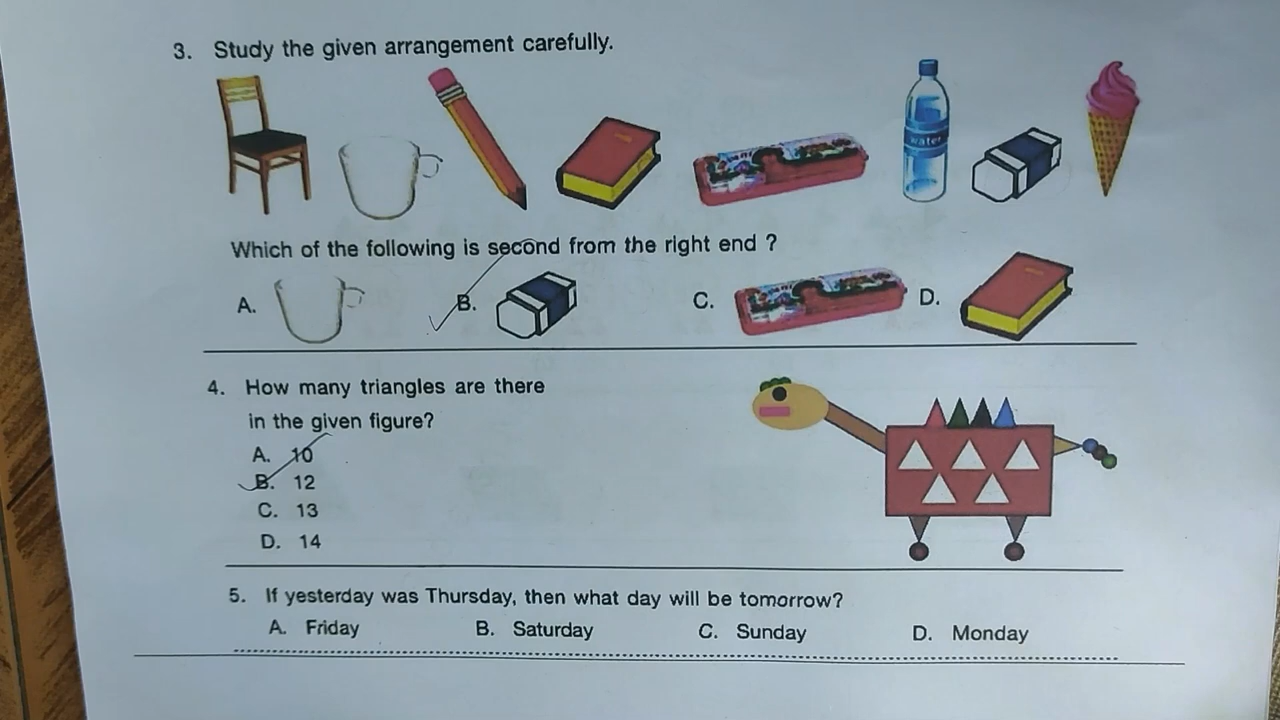 3. Study the given arrangement carefully.
water
Which of the following is second from the right end ?
A. B. C. D.
4. How many triangles are there
in the given figure?
A. 10
B. 12
C. 13
D. 14
5. If yesterday was Thursday, then what day will be tomorrow?
A. Friday B. Saturday C. Sunday D. Monday